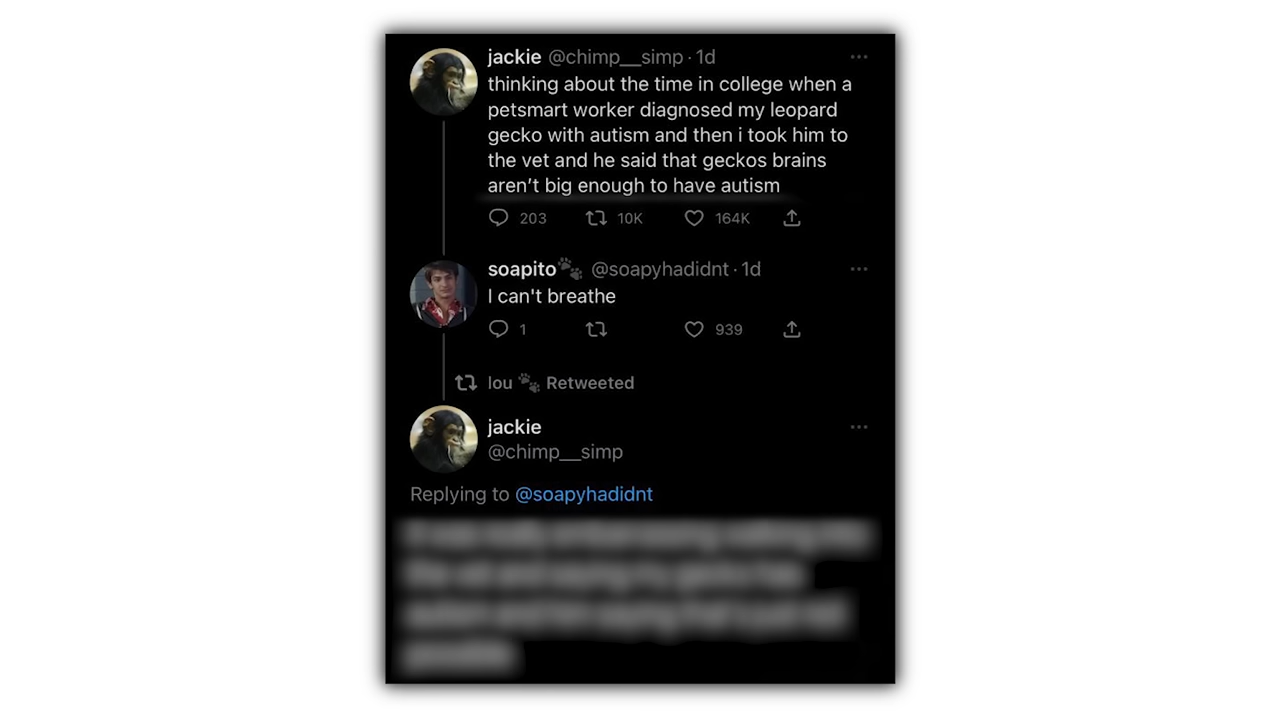 jackie @chimp__simp · 1d
thinking about the time in college when a
petsmart worker diagnosed my leopard
gecko with autism and then i took him to
the vet and he said that geckos brains
aren't big enough to have autism
203 10K 164K
soapito🐾 @soapyhadidnt · 1d
I can't breathe
1 939
lou 🐾 Retweeted
jackie
@chimp__simp
Replying to @soapyhadidnt